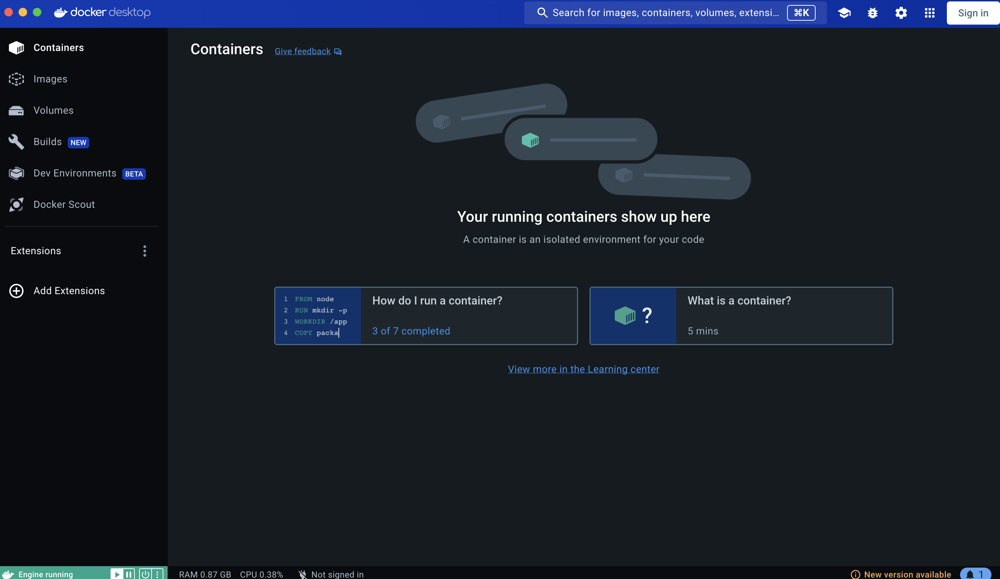 docker desktop
Search for images, containers, volumes, extensi...
⌘K
Sign in
Containers
Images
Volumes
Builds NEW
Dev Environments BETA
Docker Scout
Extensions
Add Extensions
Containers
Give feedback
Your running containers show up here
A container is an isolated environment for your code
1 FROM node
2 RUN mkdir -p
3 WORKDIR /app
4 COPY packa
How do I run a container?
3 of 7 completed
?
What is a container?
5 mins
View more in the Learning center
Engine running
RAM 0.87 GB CPU 0.38%
Not signed in
New version available
1